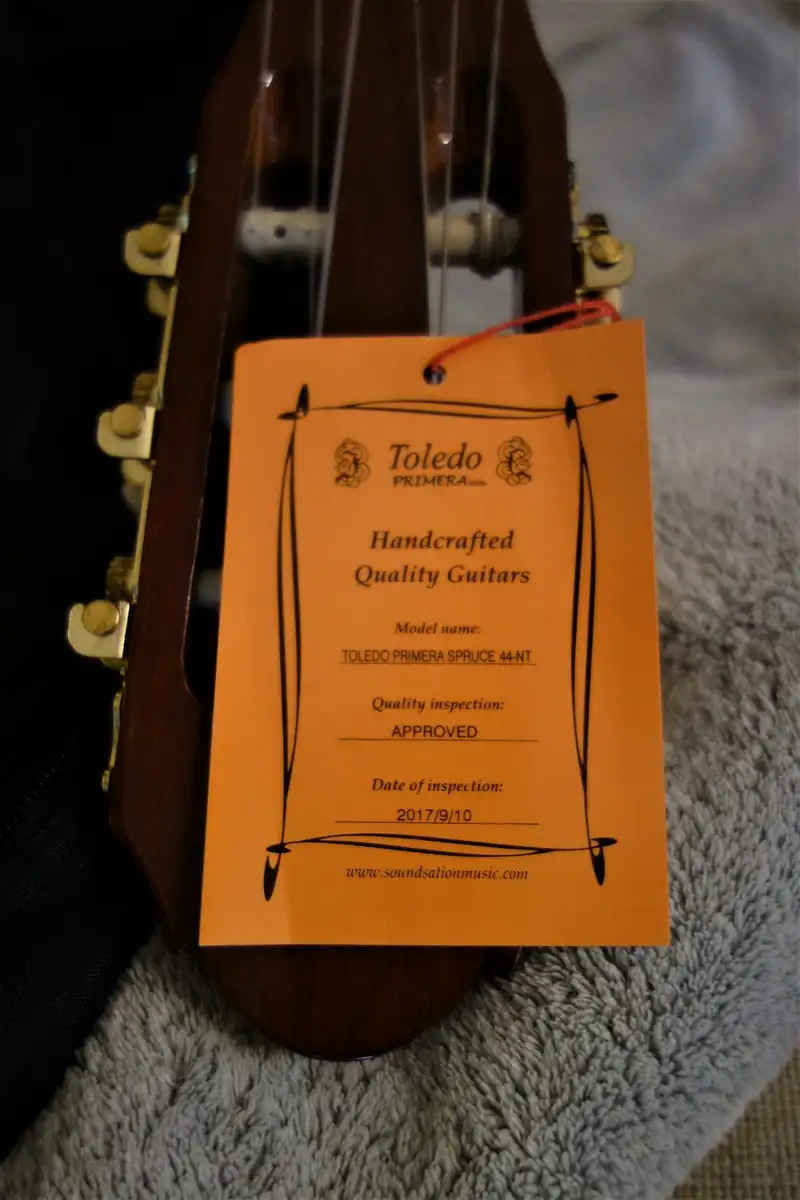 Toledo
PRIMERA
Handcrafted
Quality Guitars
Model name:
TOLEDO PRIMERA SPRUCE 44-NT
Quality inspection:
APPROVED
Date of inspection:
2017/9/10
www.soundsationmusic.com